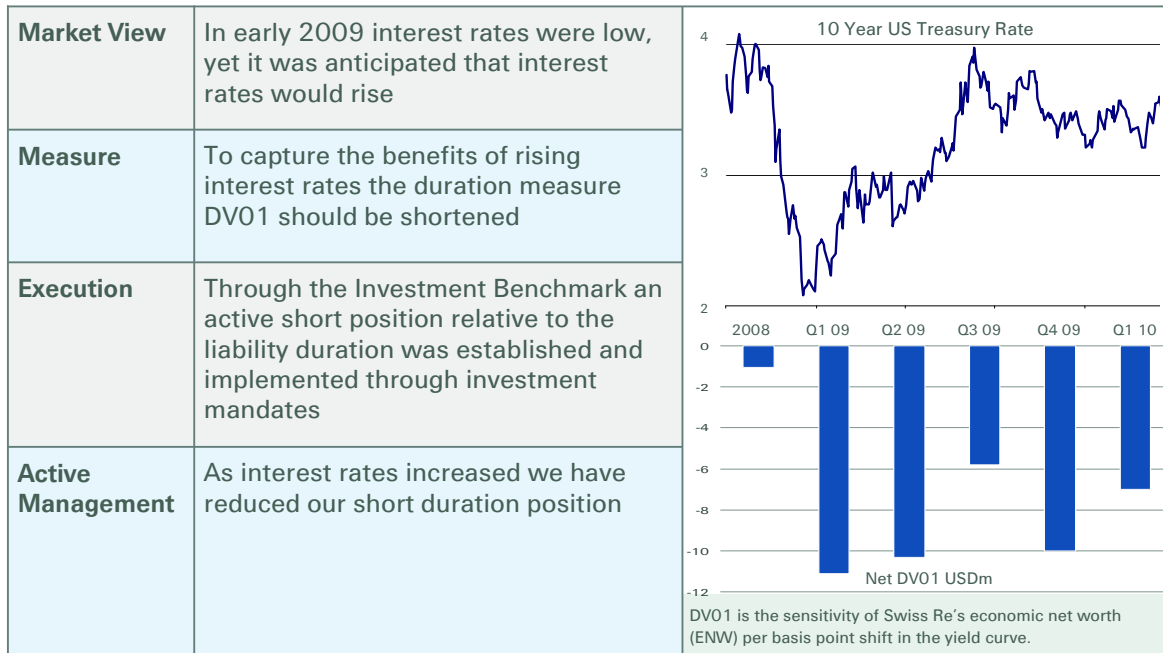 Market View
In early 2009 interest rates were low,
yet it was anticipated that interest
rates would rise
Measure
To capture the benefits of rising
interest rates the duration measure
DV01 should be shortened
Execution
Through the Investment Benchmark an
active short position relative to the
liability duration was established and
implemented through investment
mandates
Active
Management
As interest rates increased we have
reduced our short duration position
10 Year US Treasury Rate
4
3
2
2008 Q1 09 Q2 09 Q3 09 Q4 09 Q1 10
0
-2
-4
-6
-8
-10
-12
Net DV01 USDm
DV01 is the sensitivity of Swiss Re's economic net worth
(ENW) per basis point shift in the yield curve.